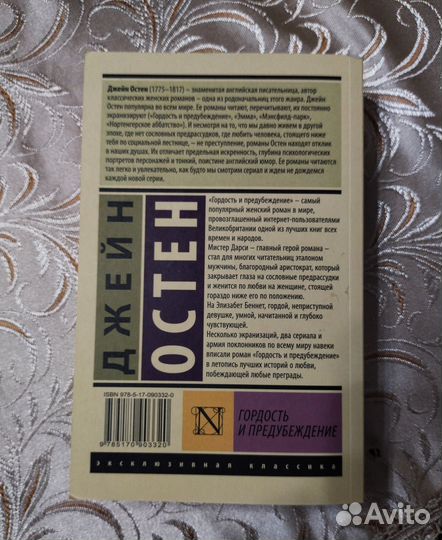 Джейн Остен (1775–1817) – знаменитая английская писательница, автор
классических женских романов – одна из родоначальниц этого жанра. Джейн
Остен популярна во всем мире. Ее романы читают, перечитывают, их постоянно
экранизируют («Гордость и предубеждение», «Эмма», «Мэнсфилд-парк»,
«Нортенгерское аббатство»). И несмотря на то, что мы давно живем в другой
эпохе, где нет сословных предрассудков, где любить человека, стоящего ниже
тебя по социальной лестнице, – не преступление, романы Остен находят отклик
в наших душах. Их отличает предельная искренность, глубина психологических
портретов персонажей и тонкий, поистине английский юмор. Ее романы читаются
так легко и увлекательно, как будто мы смотрим сериал и ждем не дождемся
каждой новой серии.
ДЖЕЙН
ОСТЕН
«Гордость и предубеждение» – самый
популярный женский роман в мире,
провозглашенный интернет-пользователями
Великобритании одной из лучших книг всех
времен и народов.
Мистер Дарси – главный герой романа –
стал для многих читательниц эталоном
мужчины, благородный аристократ, который
закрывает глаза на сословные предрассудки
и женится по любви на женщине, стоящей
гораздо ниже его по положению.
На Элизабет Беннет, гордой, неприступной
девушке, умной, начитанной и глубоко
чувствующей.
Несколько экранизаций, два сериала и
армия поклонников по всему миру навеки
вписали роман «Гордость и предубеждение»
в летопись лучших историй о любви,
побеждающей любые преграды.
ISBN 978-5-17-090332-0
9 785170 903320
N
ГОРДОСТЬ
И ПРЕДУБЕЖДЕНИЕ
эксклюзивная классика
Avito